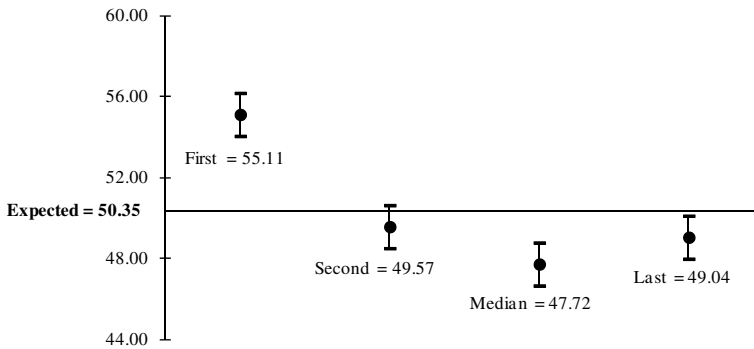 60.00
56.00
First = 55.11
52.00
Expected = 50.35
48.00
Second = 49.57
Last = 49.04
Median = 47.72
44.00